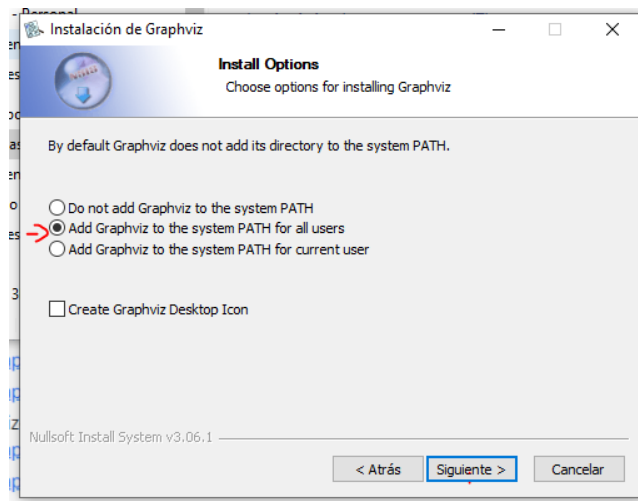 Personal
Instalación de Graphviz
Install Options
Choose options for installing Graphviz
By default Graphviz does not add its directory to the system PATH.
Do not add Graphviz to the system PATH
Add Graphviz to the system PATH for all users
Add Graphviz to the system PATH for current user
3
Create Graphviz Desktop Icon
Nullsoft Install System v3.06.1
< Atrás
Siguiente >
Cancelar